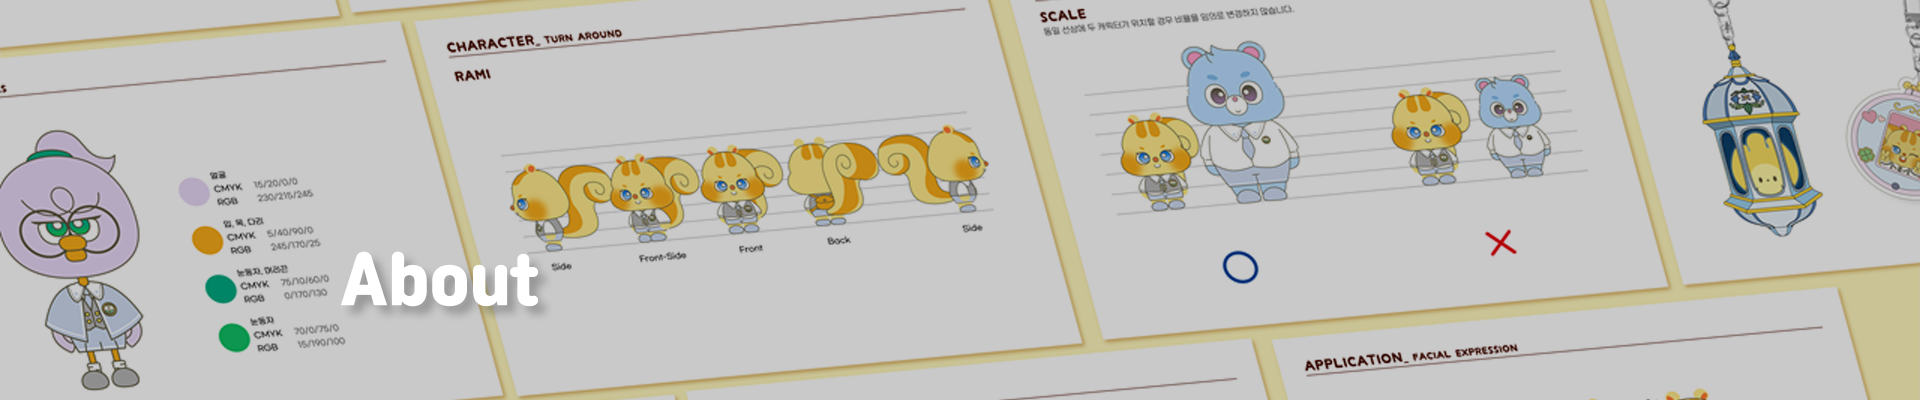 얼굴
CMYK 15/20/0/0
RGB 230/215/245
입, 목, 다리
CMYK 5/40/90/0
RGB 245/170/25
눈동자, 머리끈
CMYK 75/10/60/0
RGB 0/170/130
눈동자
CMYK 70/0/75/0
RGB 15/190/100
About
CHARACTER_ TURN AROUND
RAMI
Side
Front-Side
Front
Back
Side
SCALE
동일 선상에 두 캐릭터가 위치할 경우 비율을 임의로 변경하지 않습니다.
APPLICATION_ FACIAL EXPRESSION